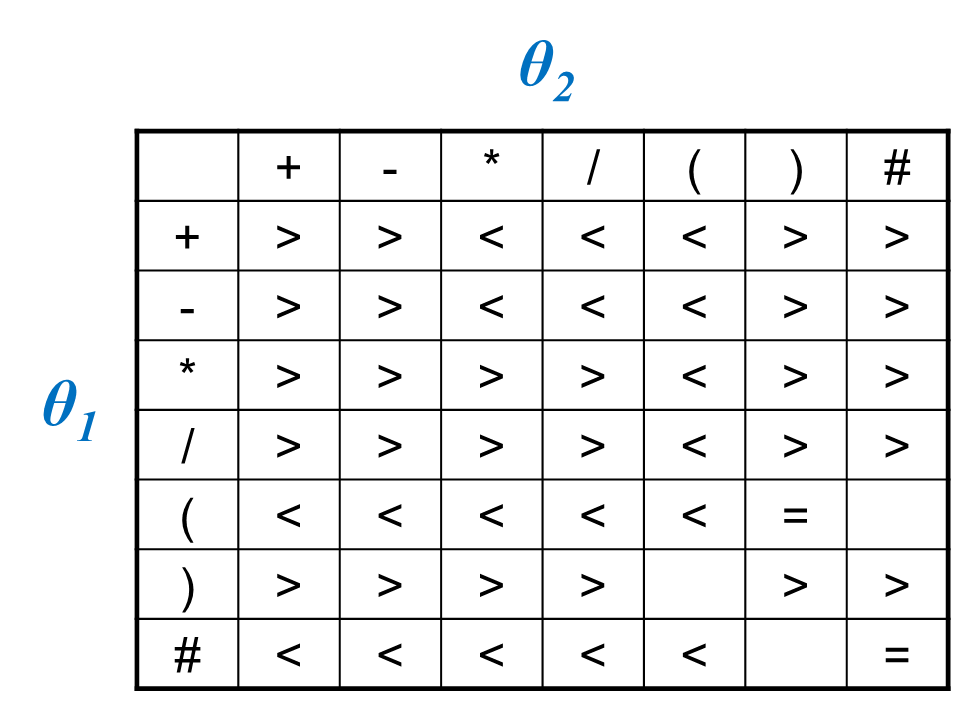 θ2
+ - * / ( ) #
+ > > < < < > >
- > > < < < > >
* > > > > < > >
θ1
/ > > > > < > >
( < < < < < =
) > > > > > >
# < < < < < =